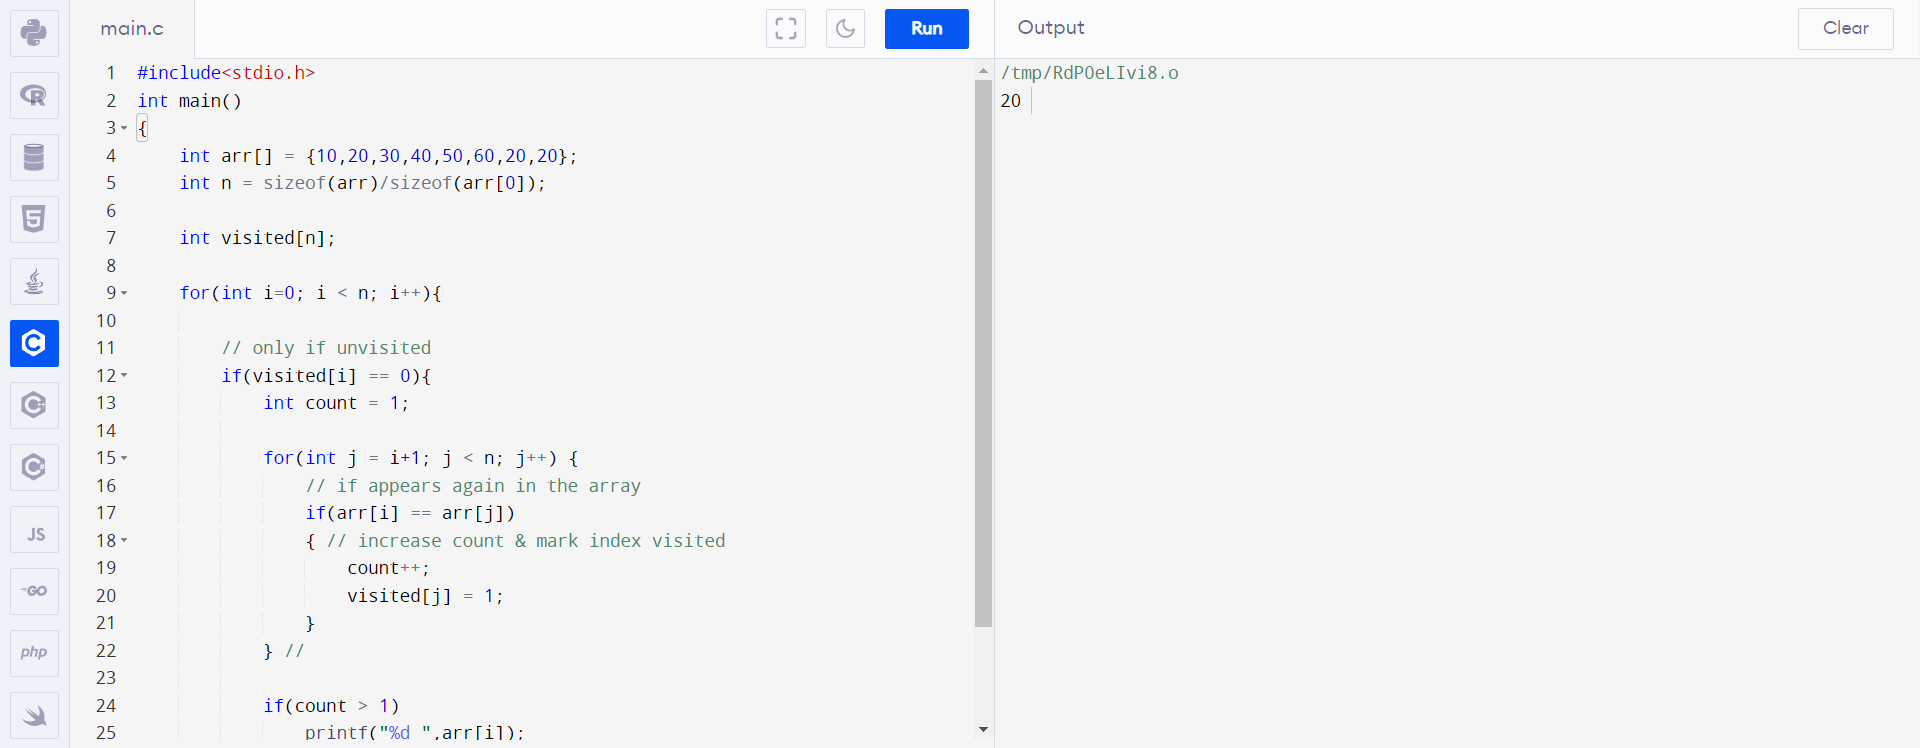 main.c
Run
Output
Clear
1 #include<stdio.h>
2 int main()
3 {
4 int arr[] = {10,20,30,40,50,60,20,20};
5 int n = sizeof(arr)/sizeof(arr[0]);
6
7 int visited[n];
8
9 for(int i=0; i < n; i++){
10
11 // only if unvisited
12 if(visited[i] == 0){
13 int count = 1;
14
15 for(int j = i+1; j < n; j++) {
16 // if appears again in the array
17 if(arr[i] == arr[j])
18 { // increase count & mark index visited
19 count++;
20 visited[j] = 1;
21 }
22 } //
23
24 if(count > 1)
25 printf("%d ",arr[i]);
/tmp/RdPOeLIvi8.o
20
R
5
C
C++
C#
JS
GO
php